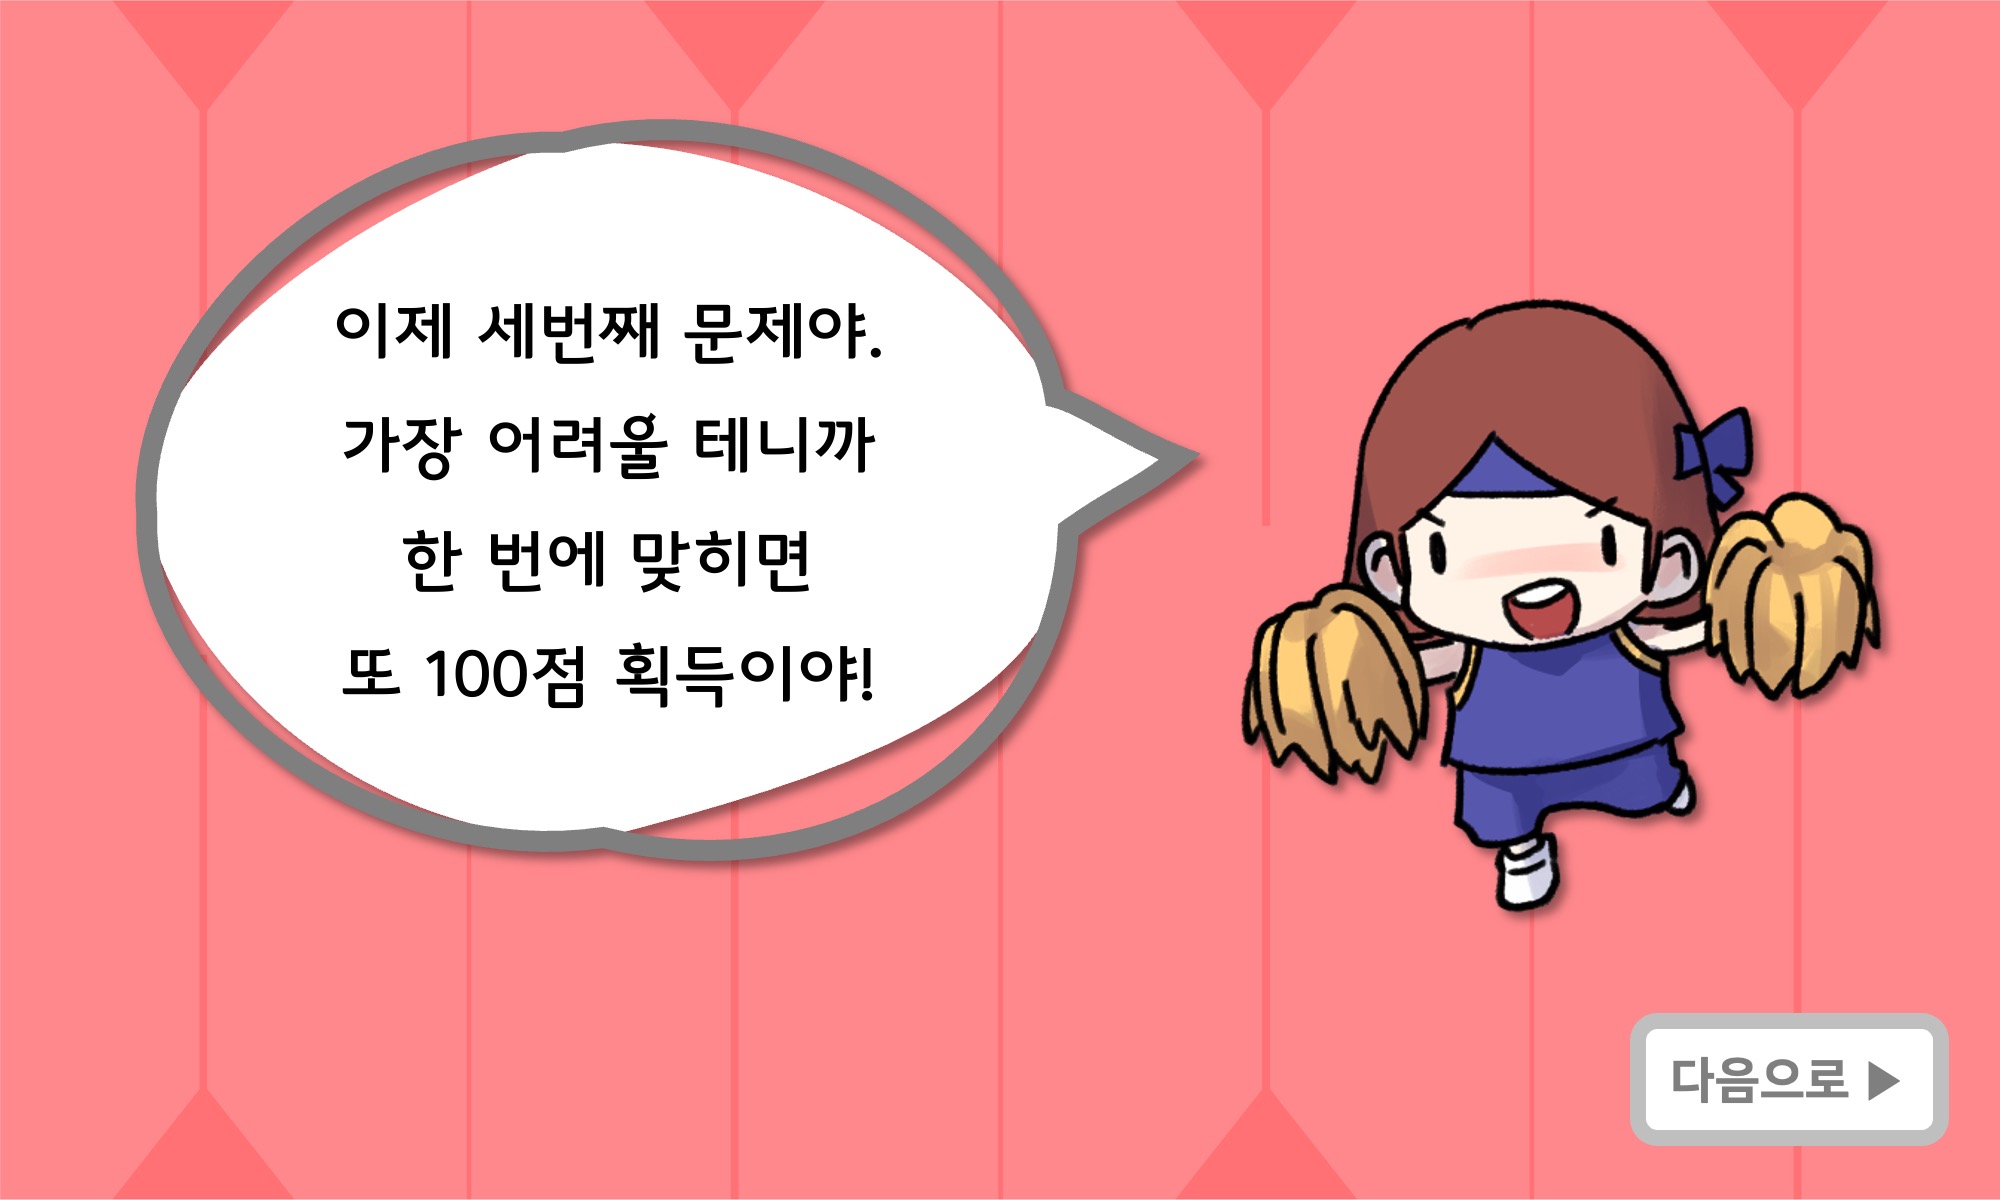 이제 세번째 문제야.
가장 어려울 테니까
한 번에 맞히면
또 100점 획득이야!
다음으로 ▶